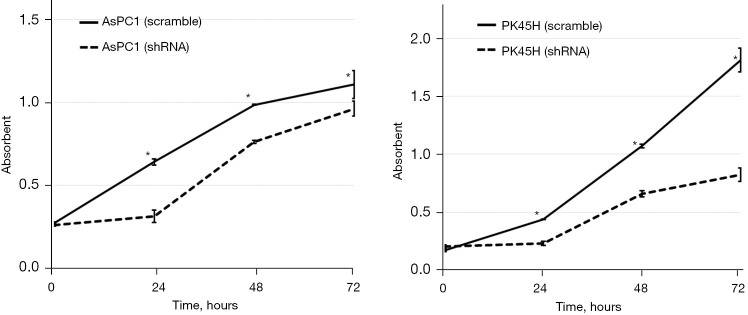 1.5
AsPC1 (scramble)
AsPC1 (shRNA)
*
*
1.0
*
0.5
0.0
Absorbent
0
24
48
72
Time, hours
PK45H (scramble)
2.0
PK45H (shRNA)
*
1.5
*
1.0
*
0.5
0.0
Absorbent
0
24
48
72
Time, hours